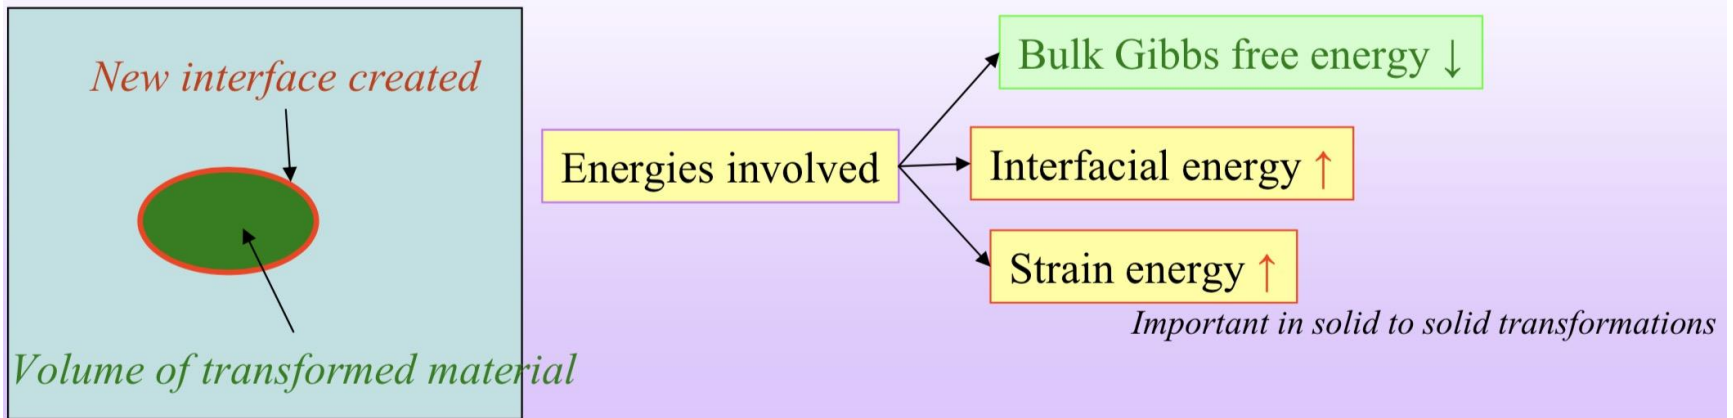 New interface created
Volume of transformed material
Energies involved
Bulk Gibbs free energy ↓
Interfacial energy ↑
Strain energy ↑
Important in solid to solid transformations